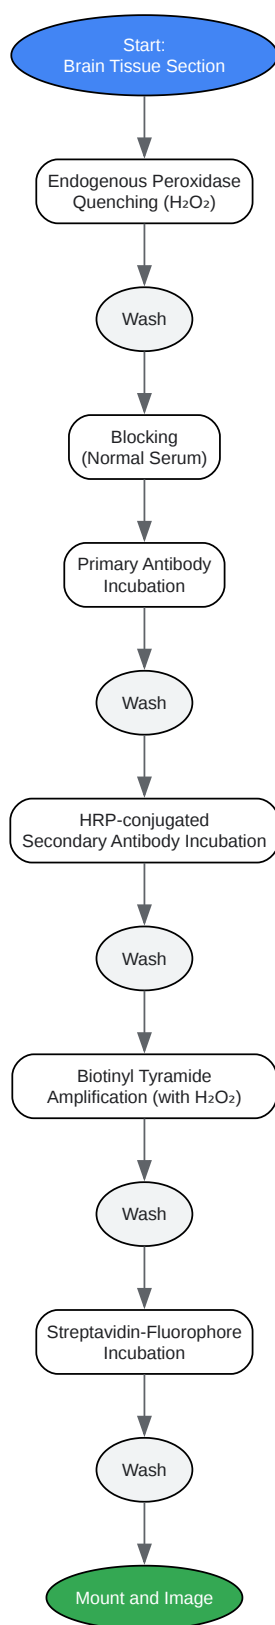 Start:
Brain Tissue Section
Endogenous Peroxidase
Quenching (H₂O₂)
Wash
Blocking
(Normal Serum)
Primary Antibody
Incubation
Wash
HRP-conjugated
Secondary Antibody Incubation
Wash
Biotinyl Tyramide
Amplification (with H₂O₂)
Wash
Streptavidin-Fluorophore
Incubation
Wash
Mount and Image